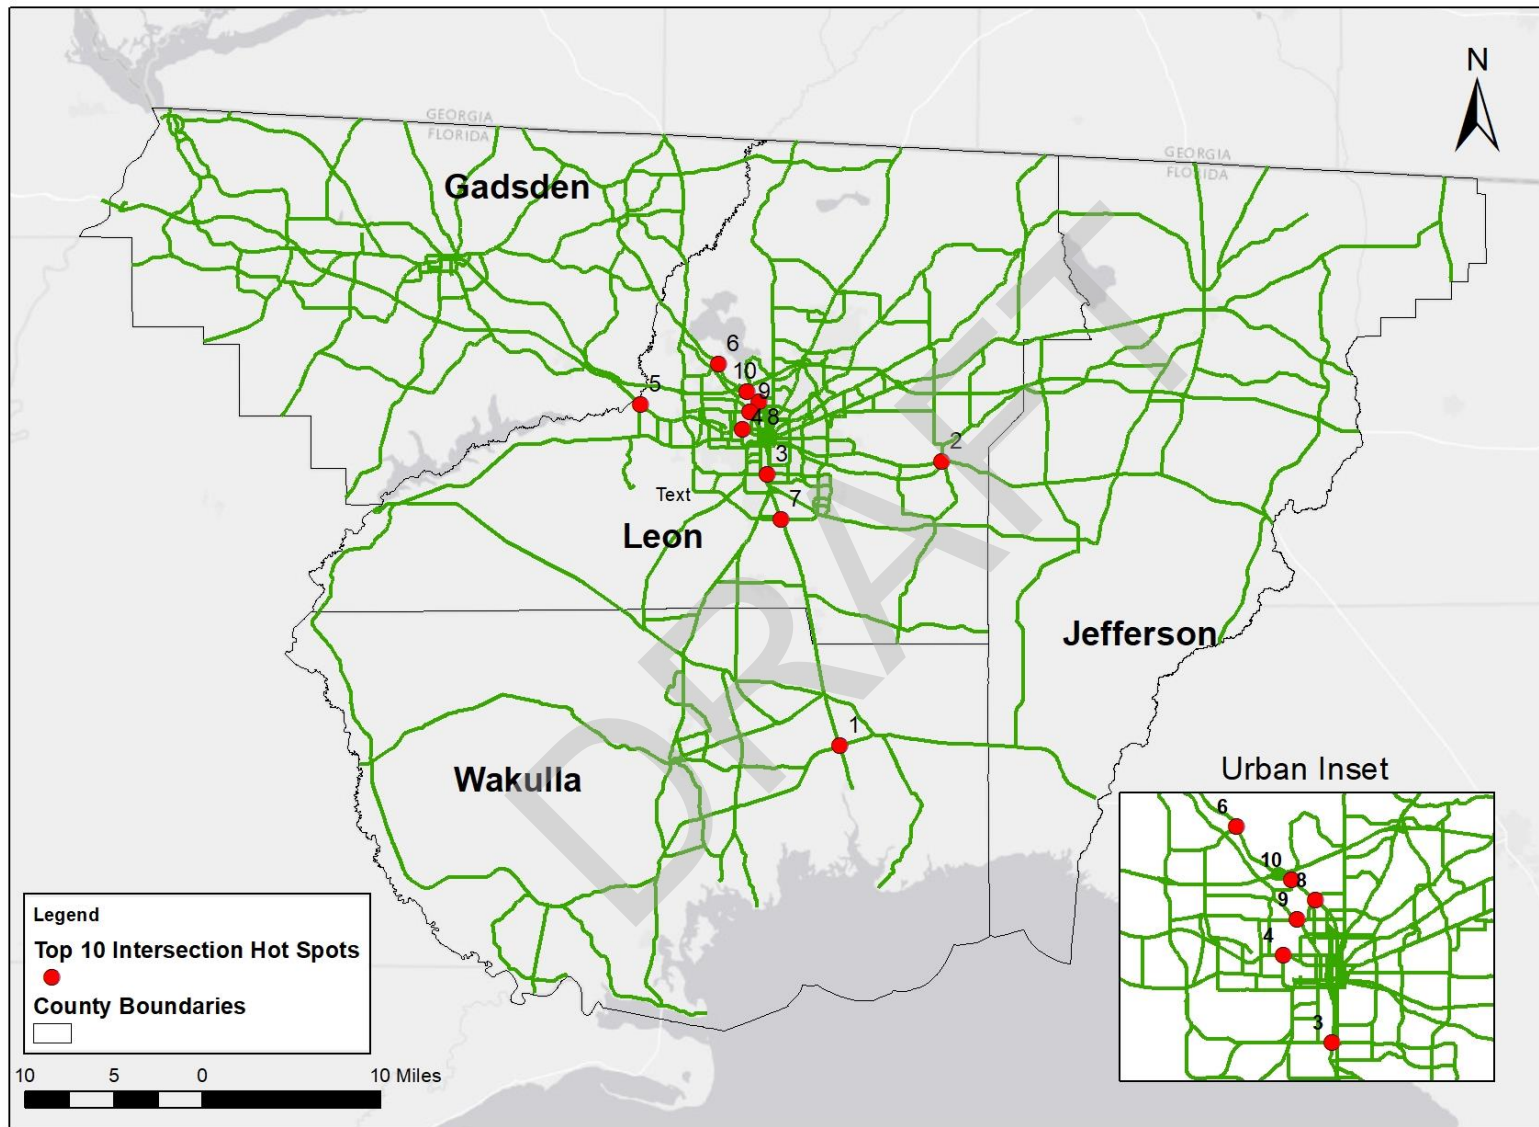 N
GEORGIA
FLORIDA
GEORGIA
FLORIDA
Gadsden
6
10
5
9
4
8
2
3
Text
7
Leon
Jefferson
1
Wakulla
DRAFT
Urban Inset
6
10
8
9
4
3
Legend
Top 10 Intersection Hot Spots
County Boundaries
10 5 0 10 Miles